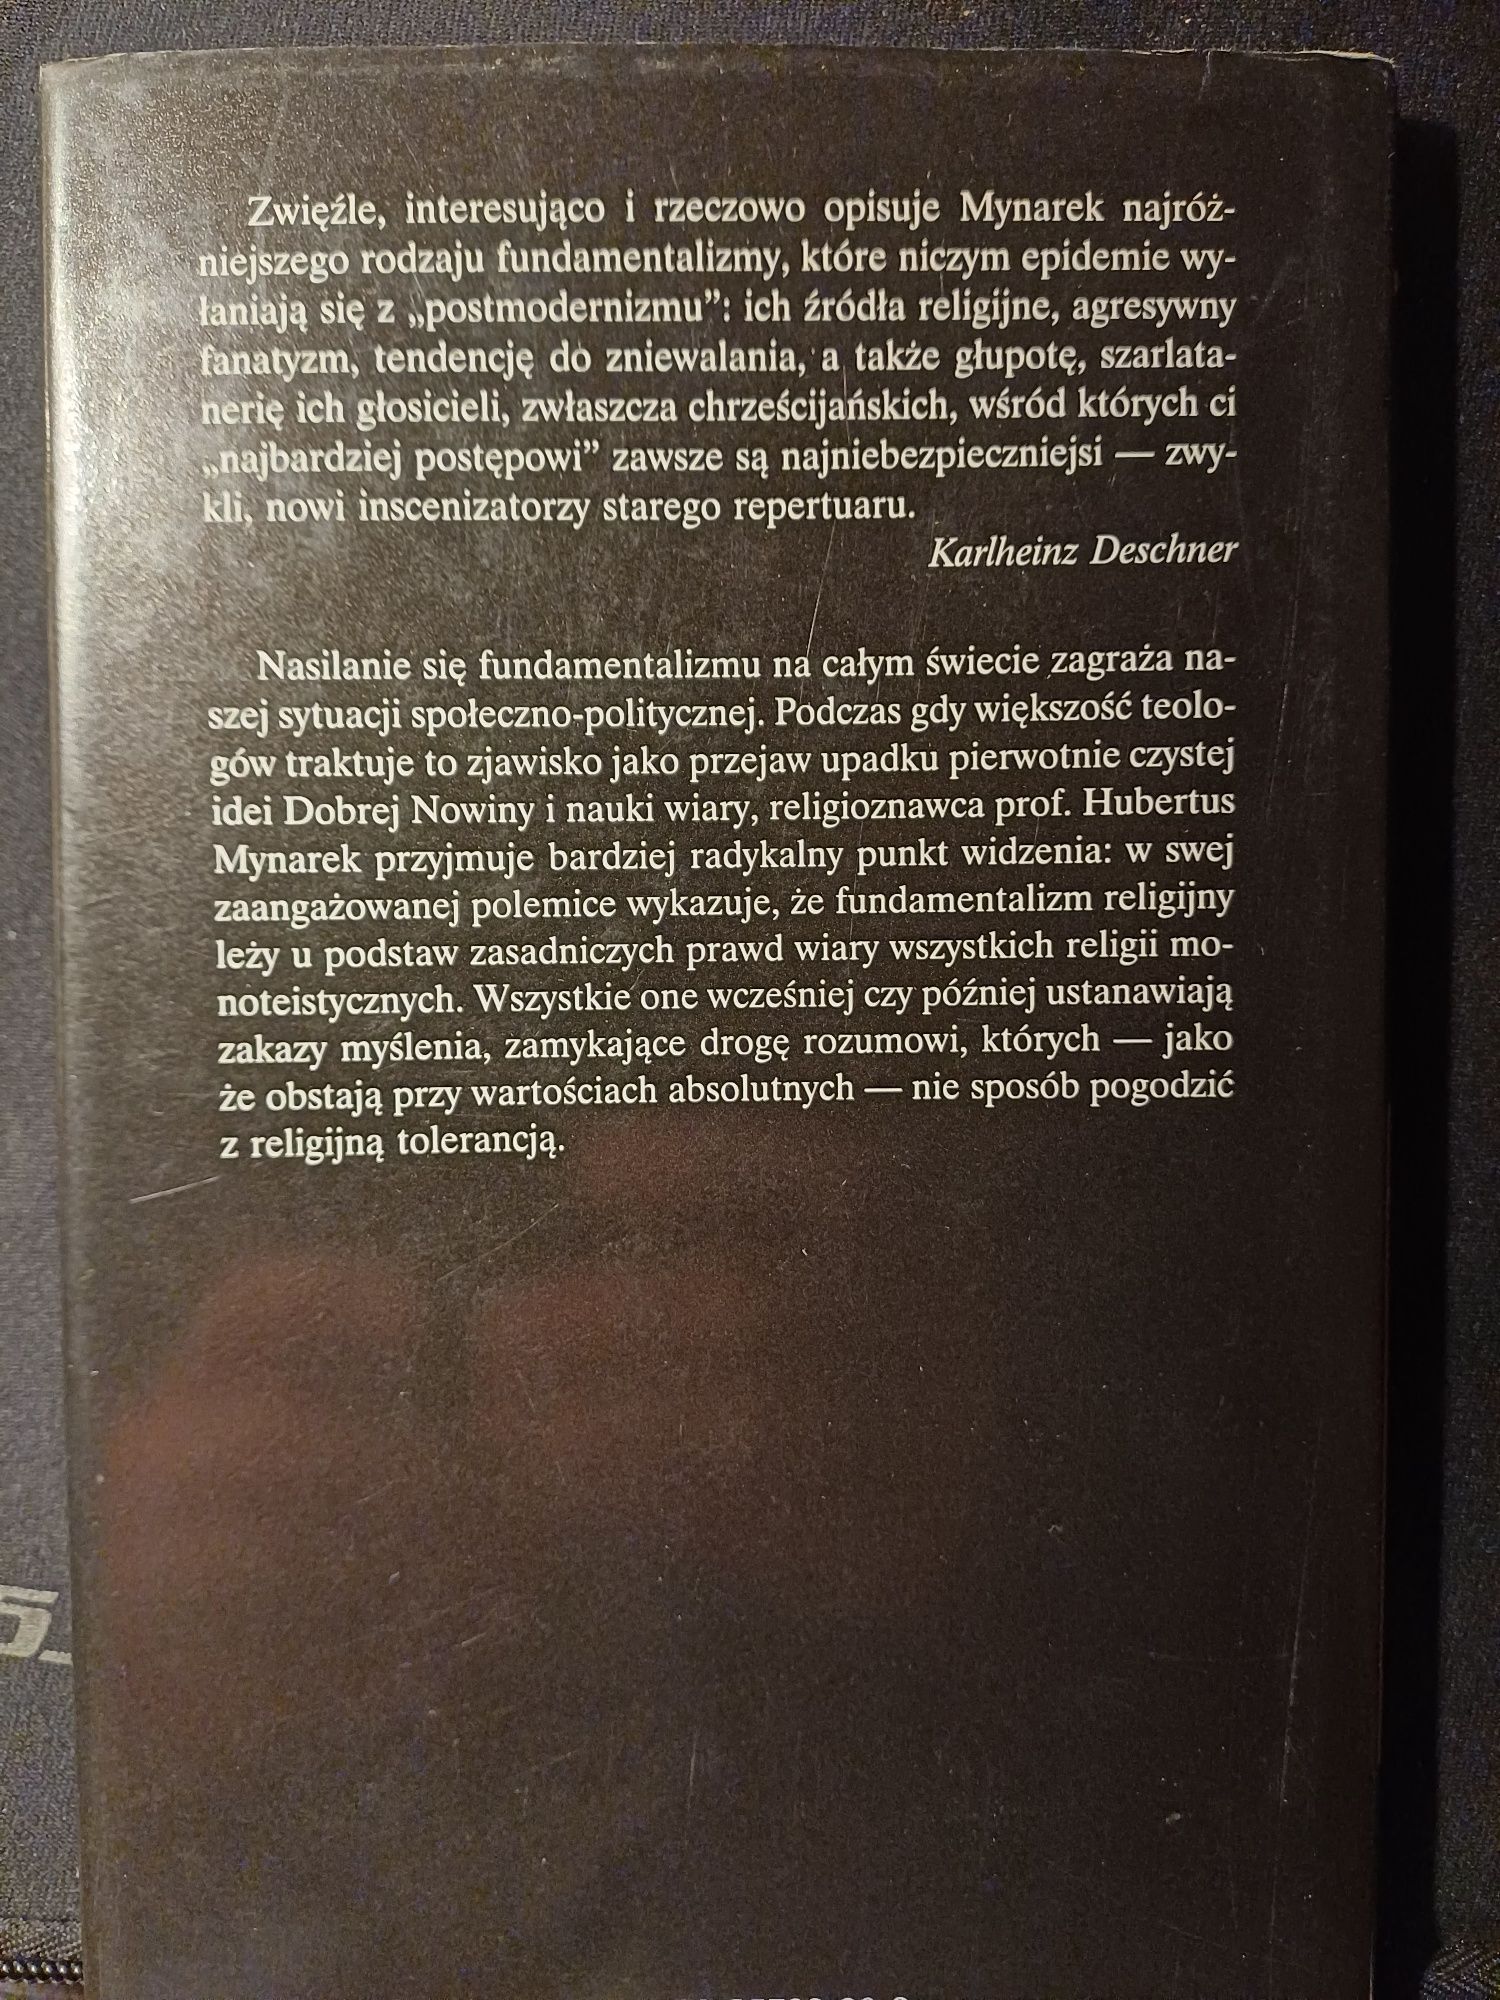 Zwięźle, interesująco i rzeczowo opisuje Mynarek najróż-
niejszego rodzaju fundamentalizmy, które niczym epidemie wy-
łaniają się z „postmodernizmu”: ich źródła religijne, agresywny
fanatyzm, tendencję do zniewalania, a także głupotę, szarlata-
nerię ich głosicieli, zwłaszcza chrześcijańskich, wśród których ci
„najbardziej postępowi” zawsze są najniebezpieczniejsi — zwy-
kli, nowi inscenizatorzy starego repertuaru.
Karlheinz Deschner
Nasilanie się fundamentalizmu na całym świecie zagraża na-
szej sytuacji społeczno-politycznej. Podczas gdy większość teolo-
gów traktuje to zjawisko jako przejaw upadku pierwotnie czystej
idei Dobrej Nowiny i nauki wiary, religioznawca prof. Hubertus
Mynarek przyjmuje bardziej radykalny punkt widzenia: w swej
zaangażowanej polemice wykazuje, że fundamentalizm religijny
leży u podstaw zasadniczych prawd wiary wszystkich religii mo-
noteistycznych. Wszystkie one wcześniej czy później ustanawiają
zakazy myślenia, zamykające drogę rozumowi, których — jako
że obstają przy wartościach absolutnych — nie sposób pogodzić
z religijną tolerancją.